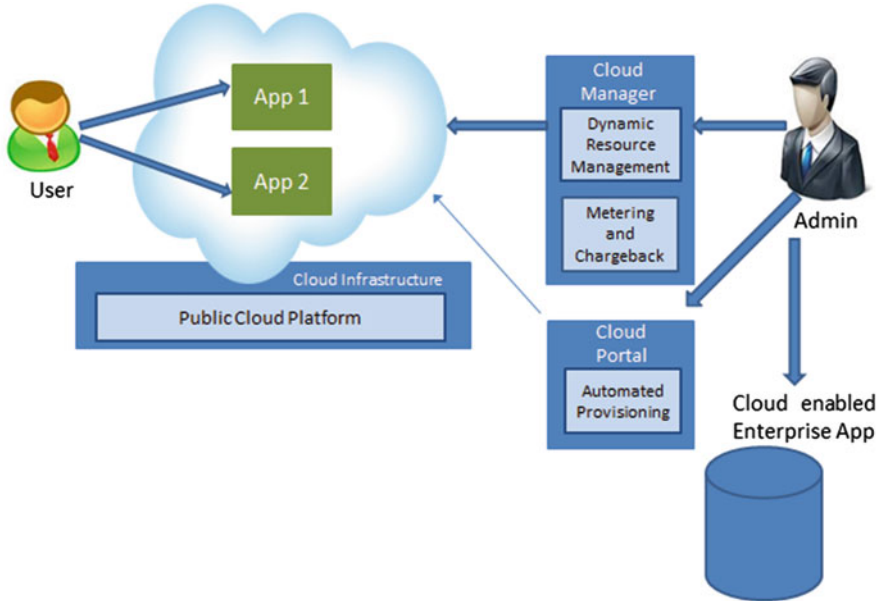 User
App 1
App 2
Cloud Infrastructure
Public Cloud Platform
Cloud
Manager
Dynamic
Resource
Management
Metering
and
Chargeback
Cloud
Portal
Automated
Provisioning
Admin
Cloud enabled
Enterprise App